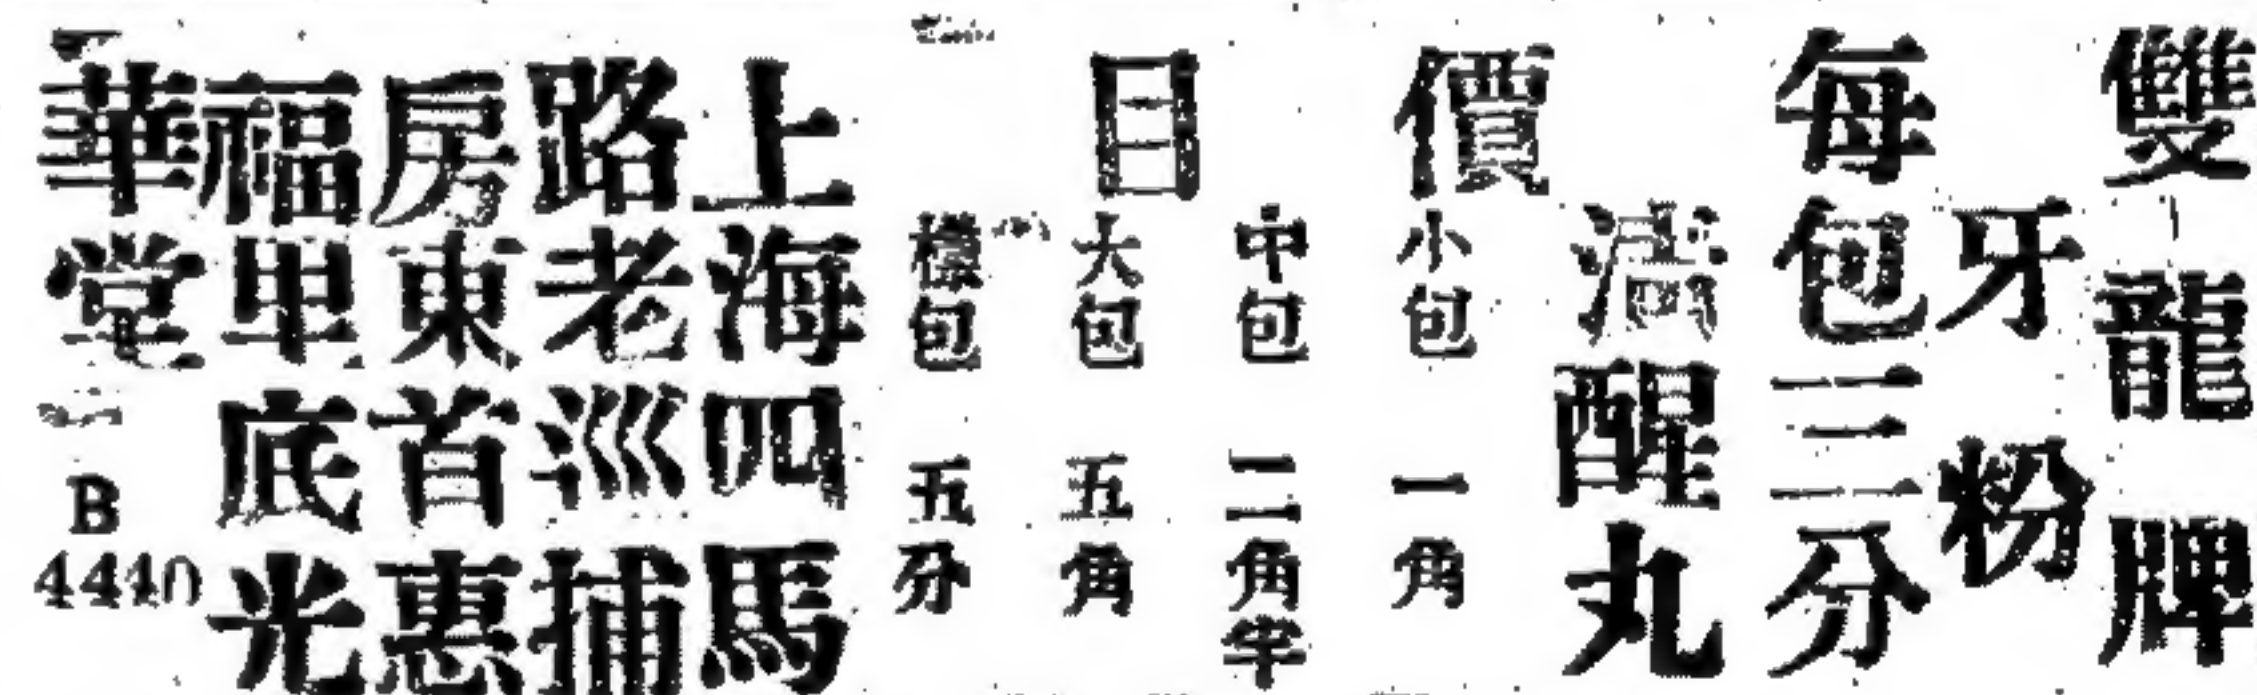 雙龍牌
牙粉
每包三分
清醒丸
價目
小包 一角
中包 二角半
大包 五角
樣包 五分
上海四馬
路老巡捕
房東首惠
福里底光
華堂
B
4440